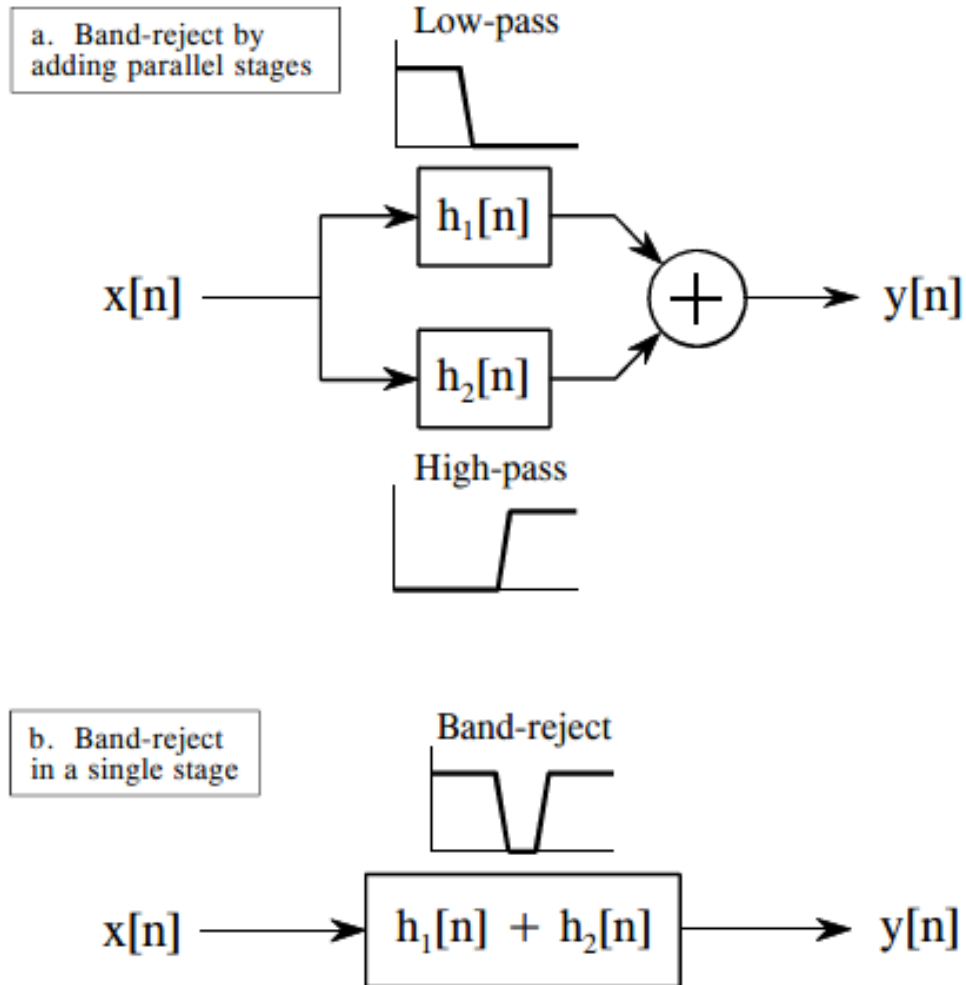 a. Band-reject by
adding parallel stages
Low-pass
h₁[n]
x[n]
+
y[n]
h₂[n]
High-pass
b. Band-reject
in a single stage
Band-reject
x[n]
h₁[n] + h₂[n]
y[n]